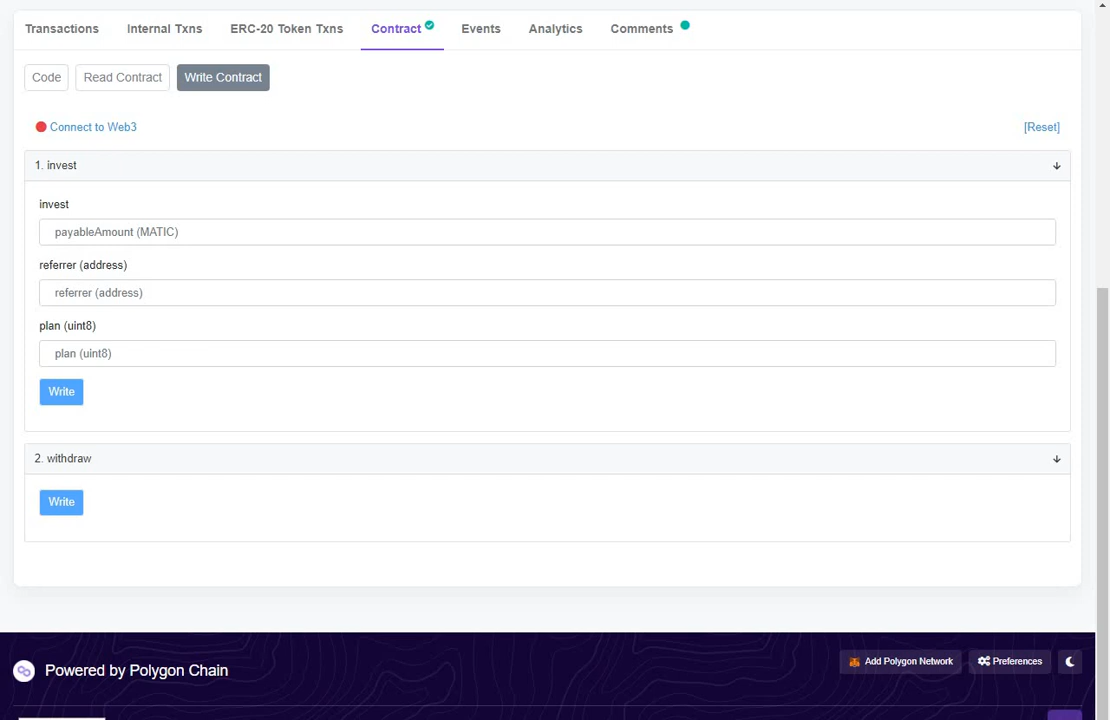 Transactions Internal Txns ERC-20 Token Txns Contract Events Analytics Comments
Code Read Contract Write Contract
Connect to Web3 [Reset]
1. invest
invest
payableAmount (MATIC)
referrer (address)
referrer (address)
plan (uint8)
plan (uint8)
Write
2. withdraw
Write
Powered by Polygon Chain Add Polygon Network Preferences